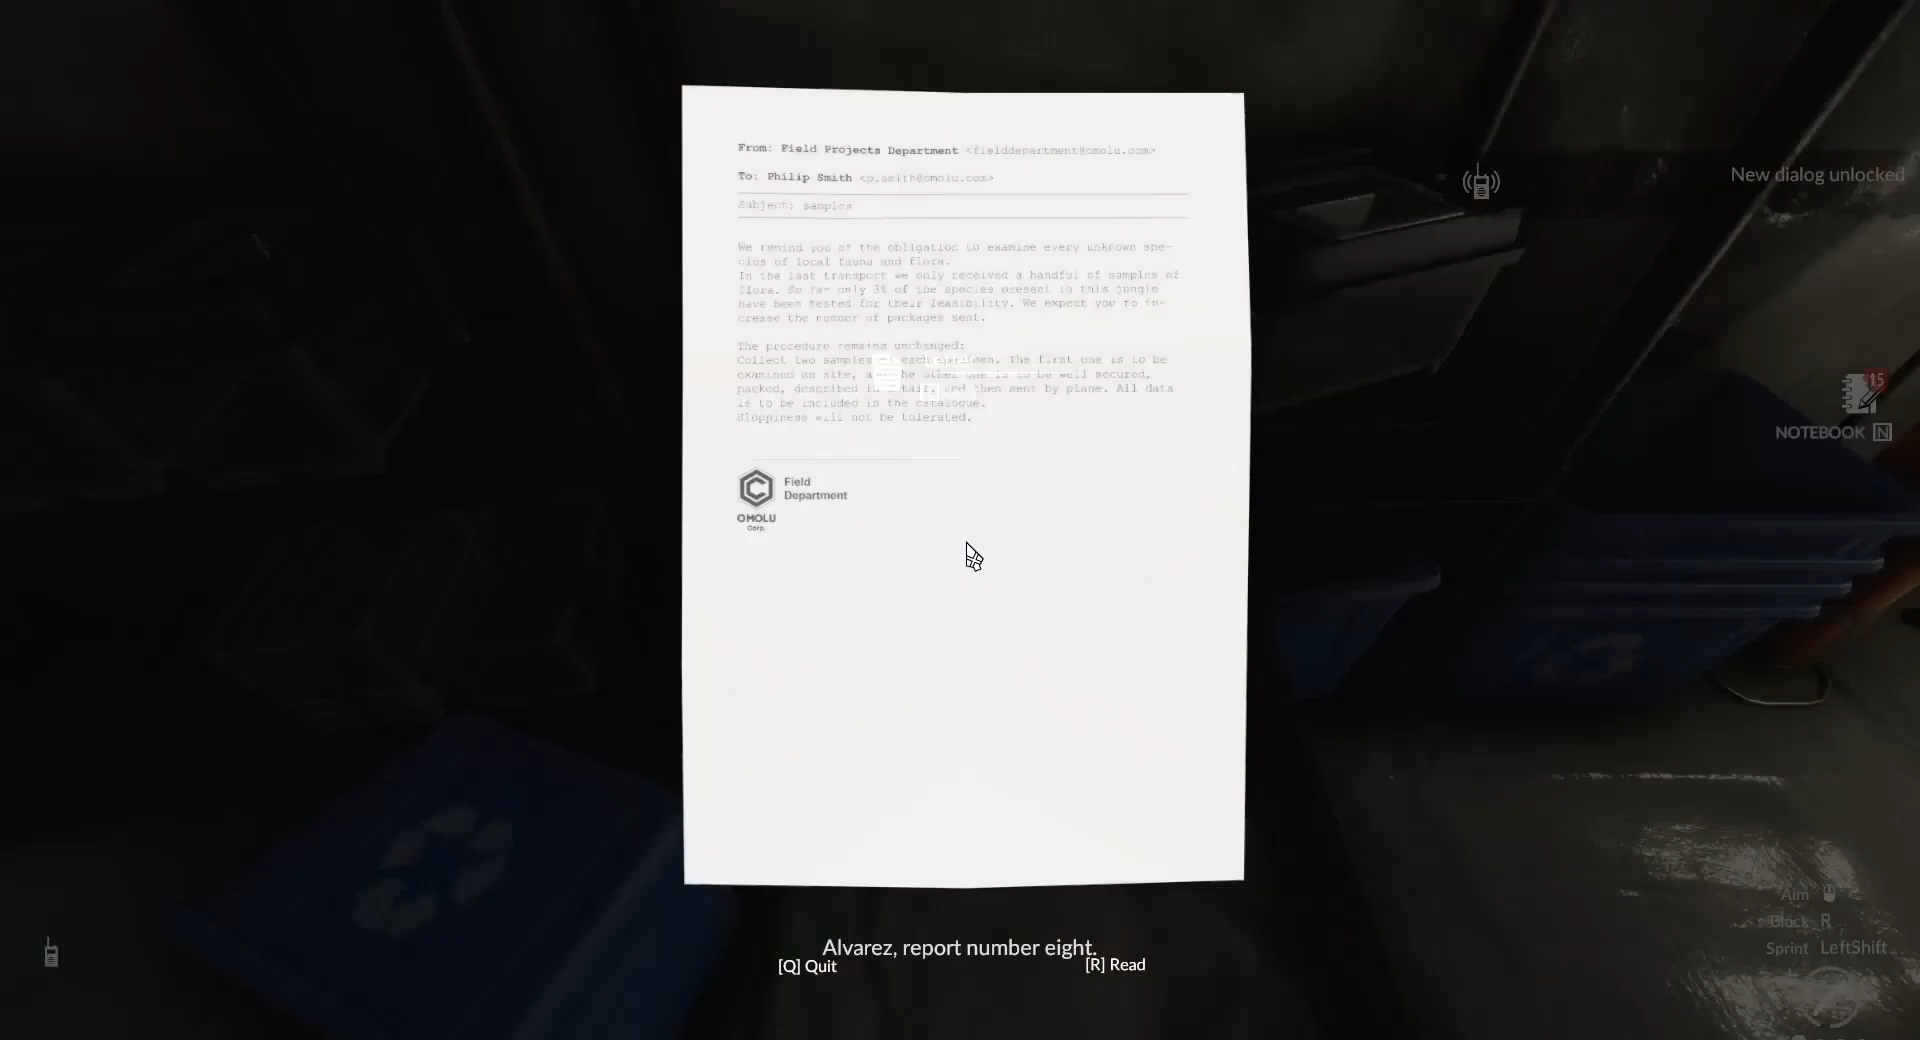 From: Field Projects Department <fielddepartment@omolu.com>
To: Philip Smith <p.smith@omolu.com>
Subject: samples
We remind you of the obligation to examine every unknown spe-
cies of local fauna and flora.
In the last transport we only received a handful of samples of
flora. So far only 3% of the species present in this jungle
have been tested for their feasibility. We expect you to in-
crease the number of packages sent.
The procedure remains unchanged:
Collect two samples each specimen. The first one is to be
examined on site, the other one is to be well secured,
packed, described and then sent by plane. All data
is to be included in the catalogue.
Sloppiness will not be tolerated.
Field
Department
OMOLU
Corp.
New dialog unlocked
15
NOTEBOOK N
Alvarez, report number eight.
[Q] Quit
[R] Read
Aim
Block R
Sprint LeftShift